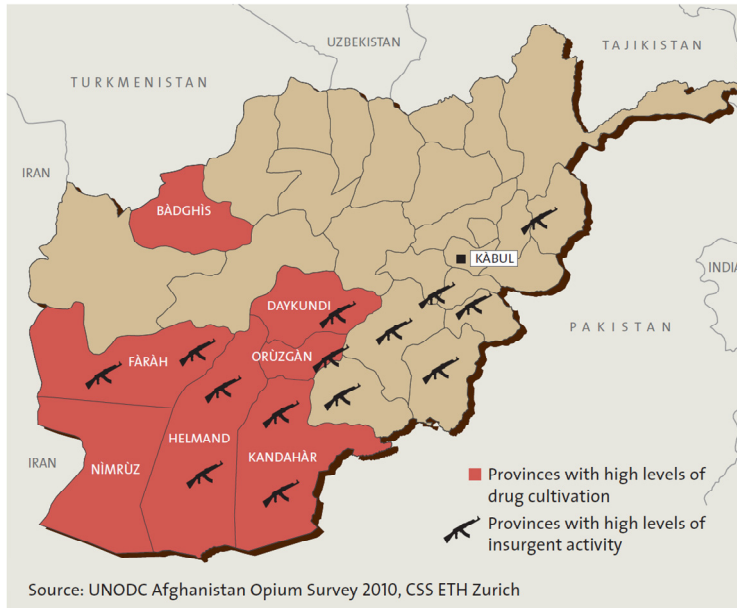 UZBEKISTAN
TAJIKISTAN
TURKMENISTAN
IRAN
BÀDGHÌS
KÀBUL
INDIA
DAYKUNDI
PAKISTAN
ORÙZGÀN
FÀRÀH
HELMAND
KANDAHÀR
NÌMRÙZ
IRAN
Provinces with high levels of
drug cultivation
Provinces with high levels of
insurgent activity
Source: UNODC Afghanistan Opium Survey 2010, CSS ETH Zurich